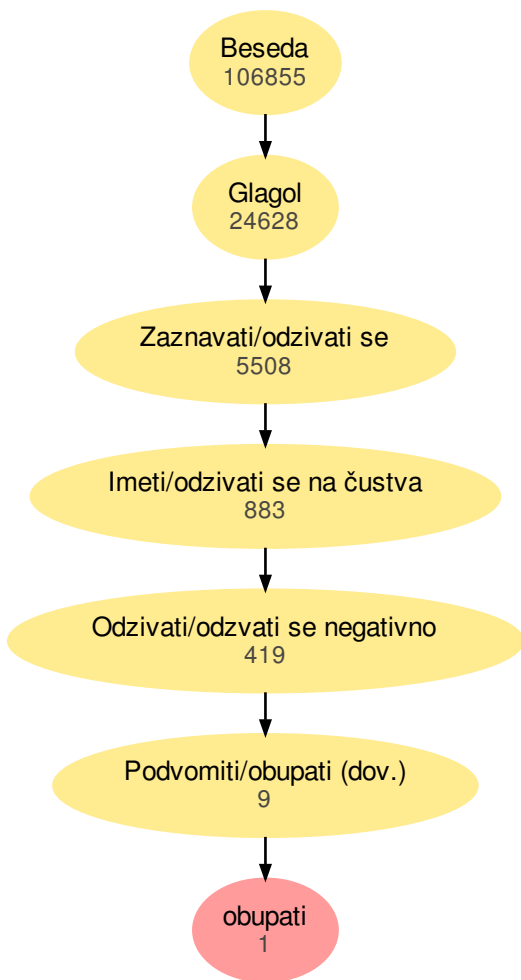 Beseda
106855
Glagol
24628
Zaznavati/odzivati se
5508
Imeti/odzivati se na čustva
883
Odzivati/odzvati se negativno
419
Podvomiti/obupati (dov.)
9
obupati
1